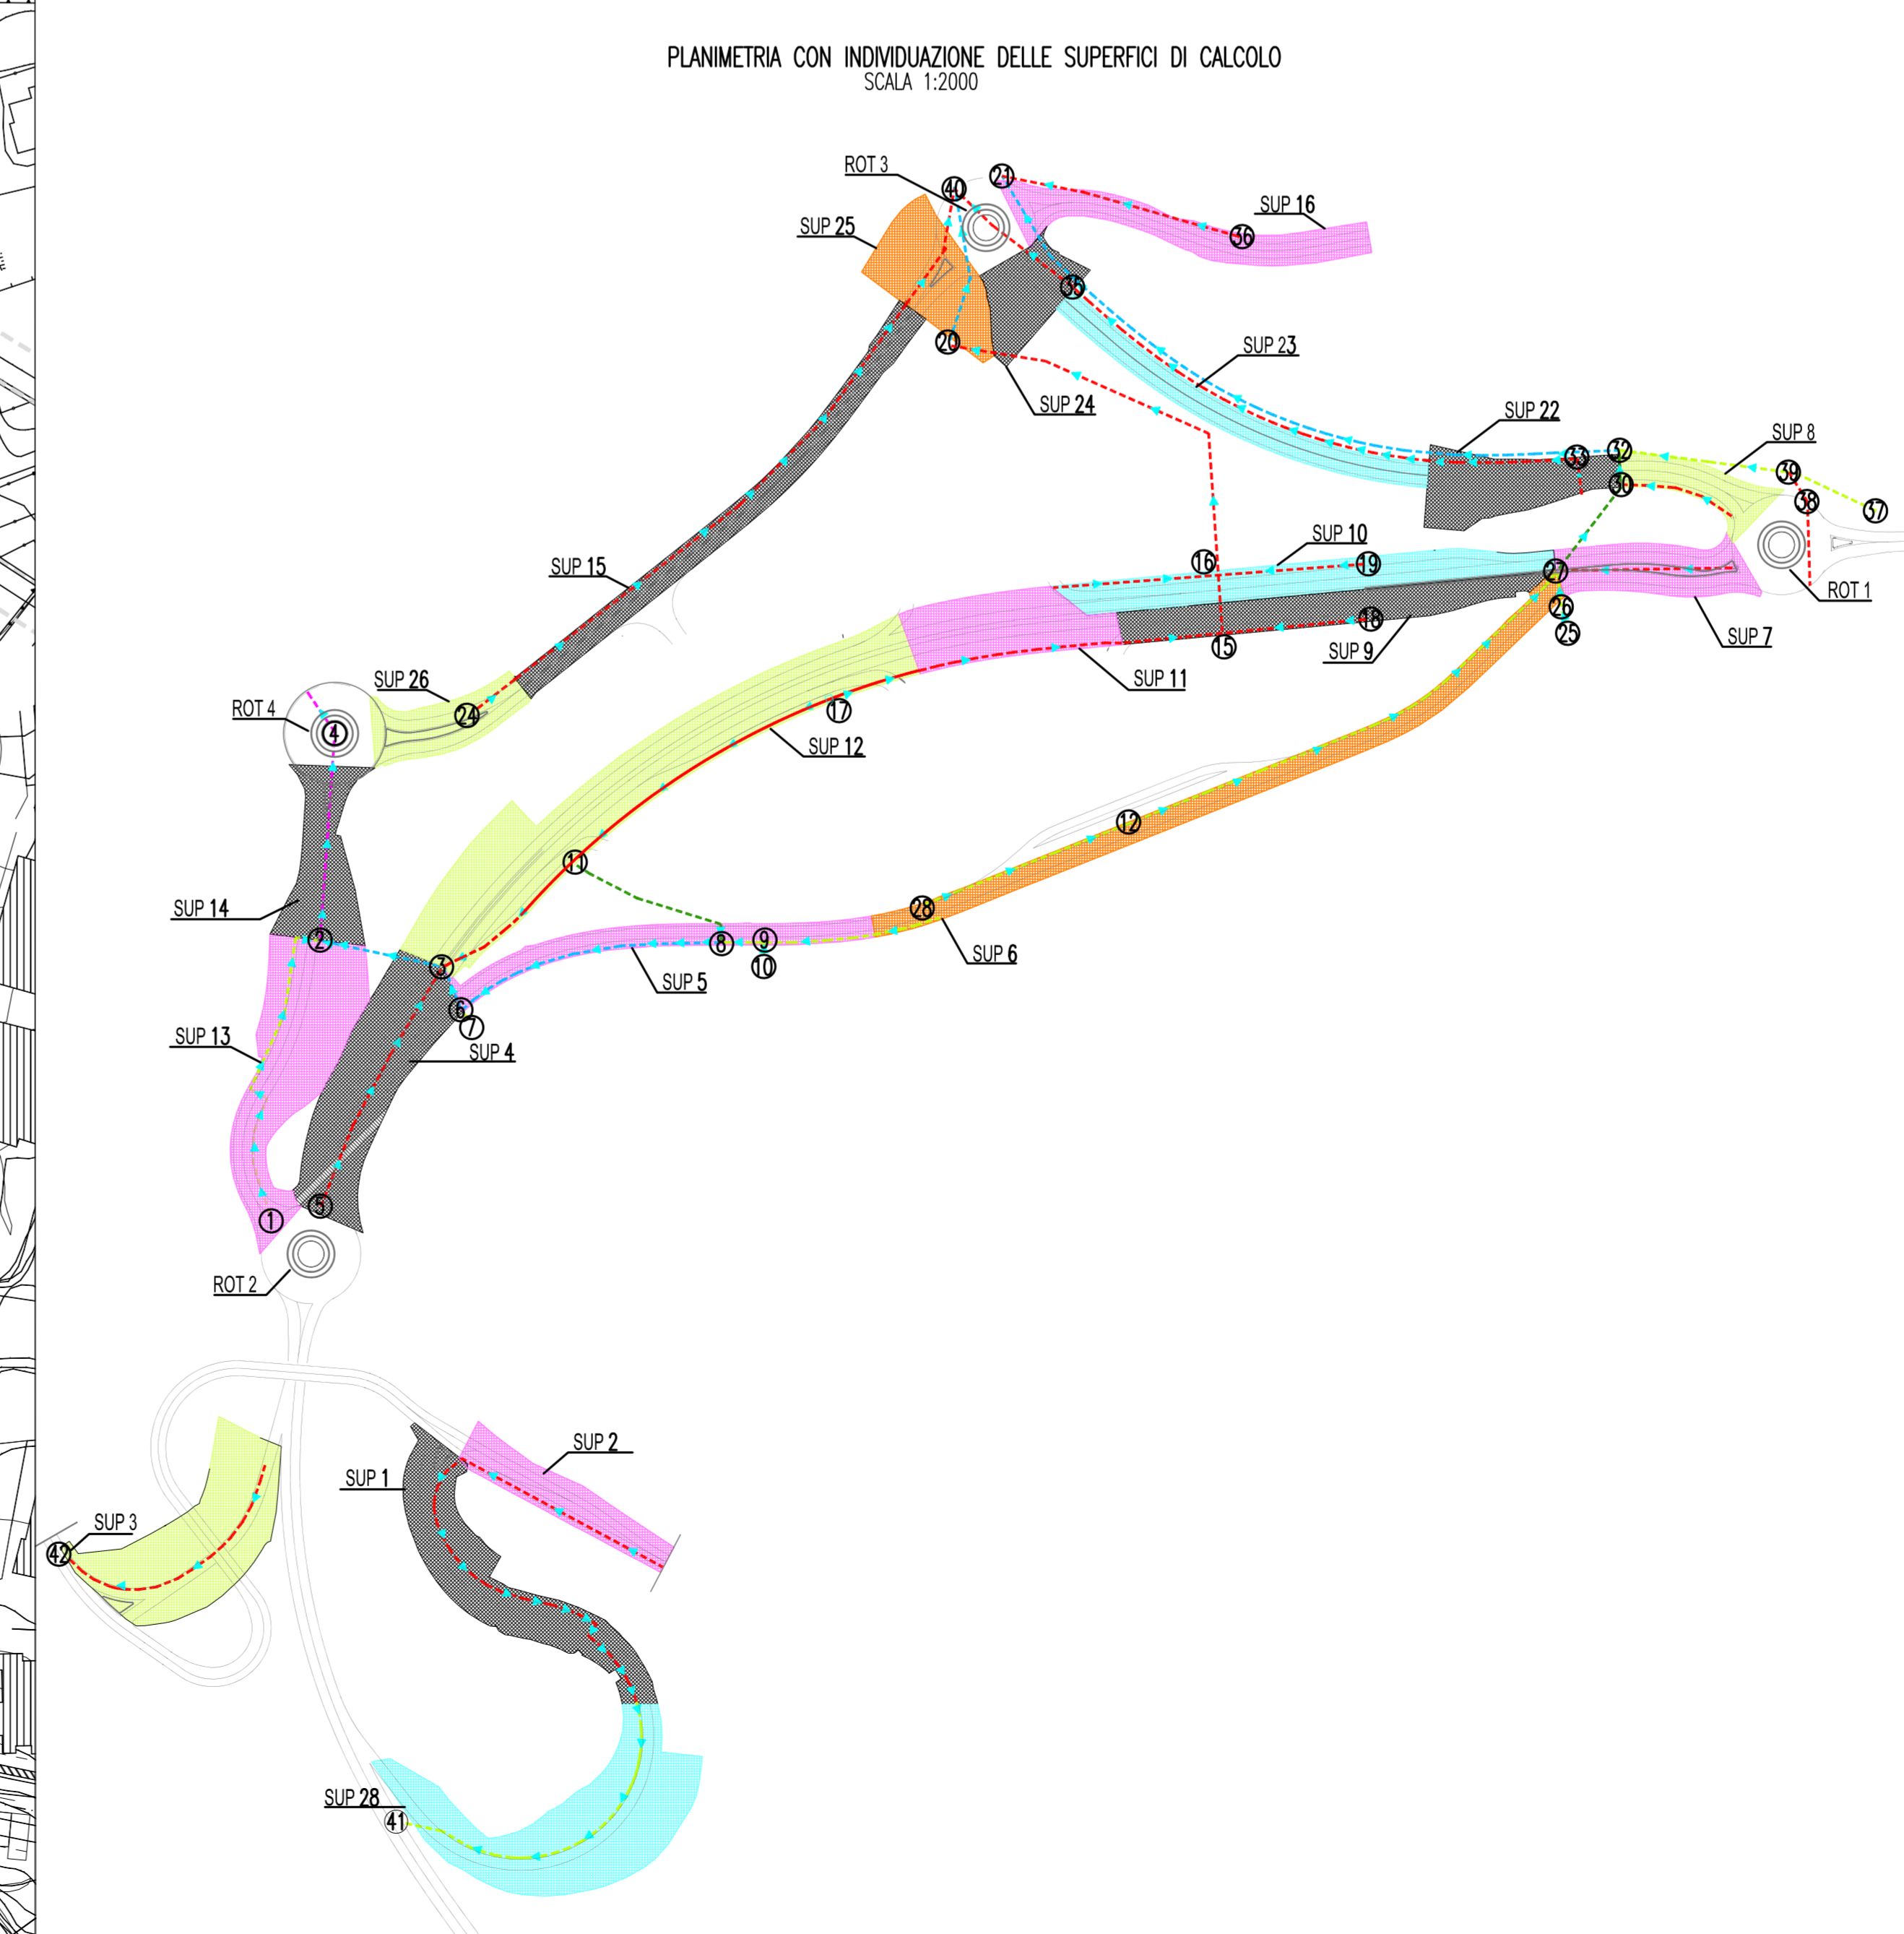 PLANIMETRIA CON INDIVIDUAZIONE DELLE SUPERFICI DI CALCOLO
SCALA 1:2000
ROT 3
40
21
SUP 16
SUP 25
36
35
20
SUP 23
SUP 24
SUP 22
SUP 8
32
33
39
30
38
37
SUP 10
16
19
SUP 15
27
ROT 1
26
18
25
SUP 7
15
SUP 9
SUP 26
SUP 11
ROT 4
24
17
4
SUP 12
12
11
SUP 14
28
2
8
9
SUP 6
3
10
SUP 5
6
7
SUP 13
SUP 4
5
1
ROT 2
SUP 2
SUP 1
SUP 3
42
SUP 28
41